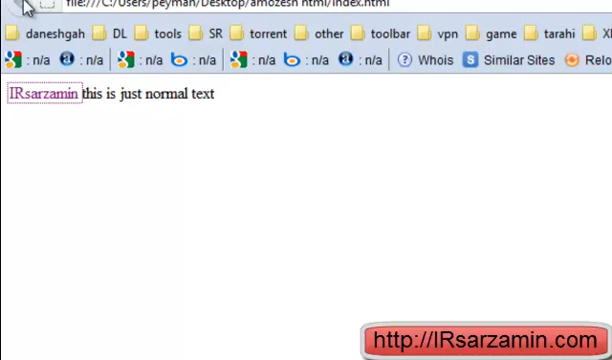 file:///C:/Users/peyman/Desktop/amozesh html/index.html
daneshgah DL tools SR torrent other toolbar vpn game tarahi
: n/a : n/a : n/a : n/a : n/a : n/a : n/a : n/a : n/a ? Whois S Similar Sites Relo
IRsarzamin this is just normal text
http://IRsarzamin.com